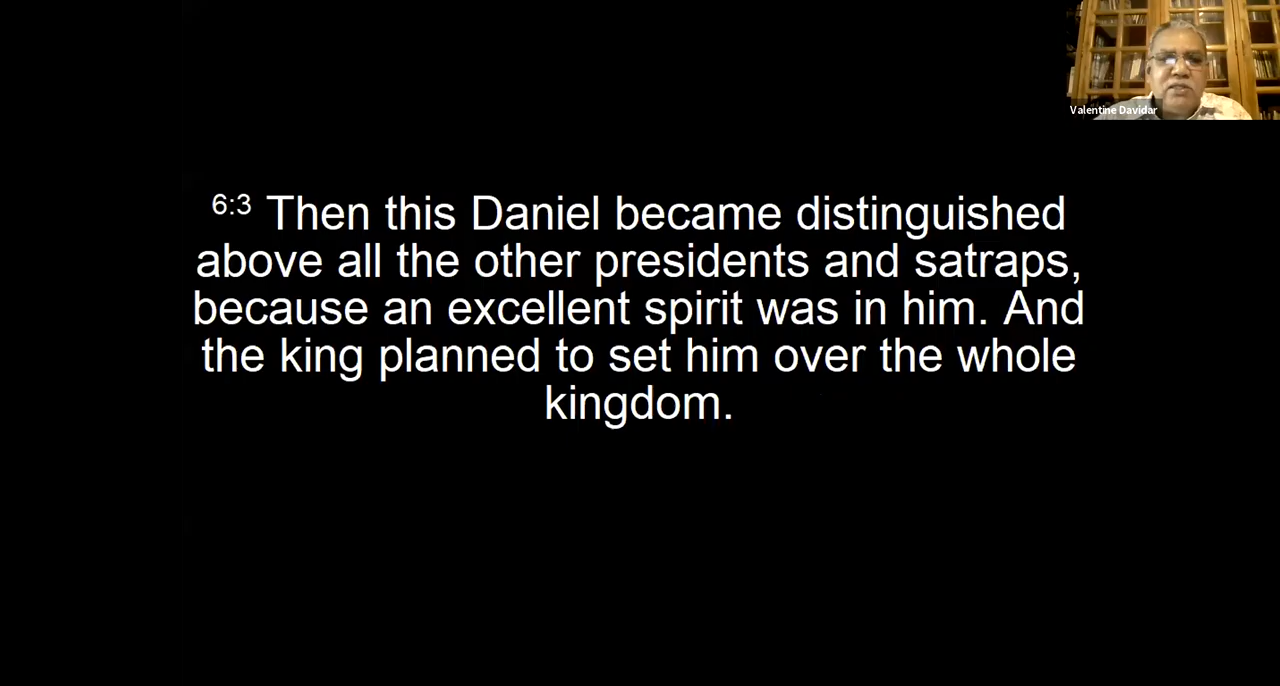 Valentine Davidar
6:3 Then this Daniel became distinguished
above all the other presidents and satraps,
because an excellent spirit was in him. And
the king planned to set him over the whole
kingdom.